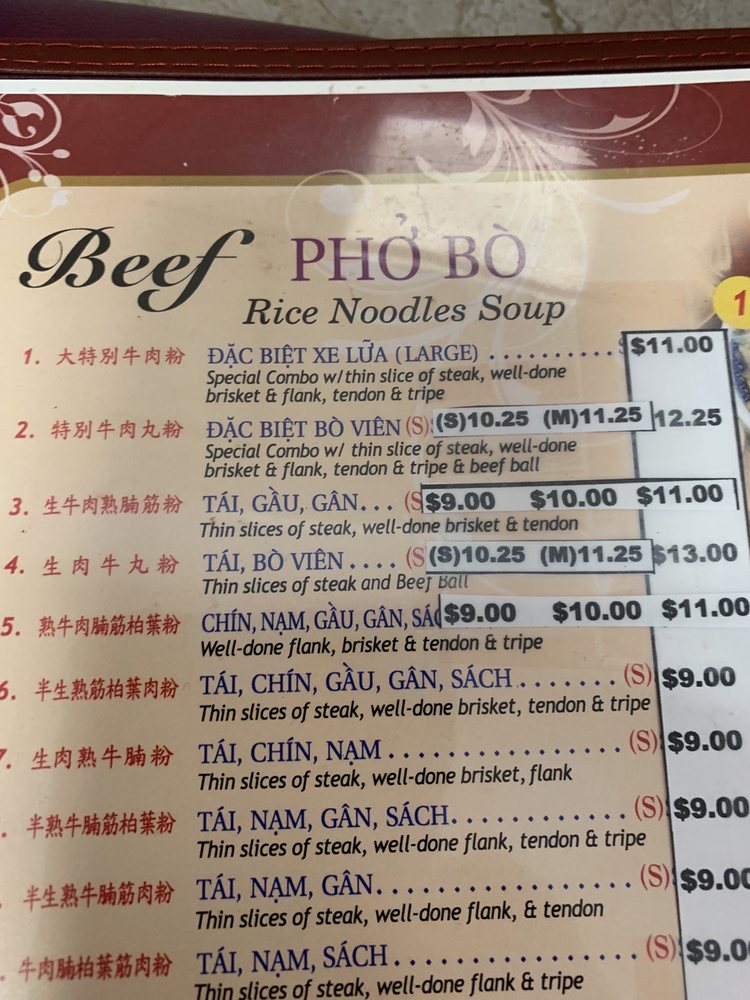 Beef PHỞ BÒ
Rice Noodles Soup
1
1. 大特別牛肉粉 ĐẶC BIỆT XE LỬA (LARGE) .......... $11.00
Special Combo w/thin slice of steak, well-done
brisket & flank, tendon & tripe
2. 特別牛肉丸粉 ĐẶC BIỆT BÒ VIÊN (S) (S)10.25 (M)11.25 12.25
Special Combo w/ thin slice of steak, well-done
brisket & flank, tendon & tripe & beef ball
3. 生牛肉熟腩筋粉 TÁI, GẦU, GÂN... (S $9.00 $10.00 $11.00
Thin slices of steak, well-done brisket & tendon
4. 生肉牛丸粉 TÁI, BÒ VIÊN .... (S (S)10.25 (M)11.25 $13.00
Thin slices of steak and Beef Ball
5. 熟牛肉腩筋柏葉粉 CHÍN, NẠM, GẦU, GÂN, SÁC $9.00 $10.00 $11.00
Well-done flank, brisket & tendon & tripe
6. 半生熟筋柏葉肉粉 TÁI, CHÍN, GẦU, GÂN, SÁCH ....... (S) $9.00
Thin slices of steak, well-done brisket, tendon & tripe
7. 生肉熟牛腩粉 TÁI, CHÍN, NẠM ................. (S) $9.00
Thin slices of steak, well-done brisket, flank
. 半熟牛腩筋柏葉粉 TÁI, NẠM, GÂN, SÁCH............ (S) $9.00
Thin slices of steak, well-done flank, tendon & tripe
. 半生熟牛腩筋肉粉 TÁI, NẠM, GÂN................... (S) $9.00
Thin slices of steak, well-done flank, & tendon
. 牛肉腩柏葉筋肉粉 TÁI, NẠM, SÁCH .................. (S) $9.0
Thin slices of steak, well-done flank & tripe